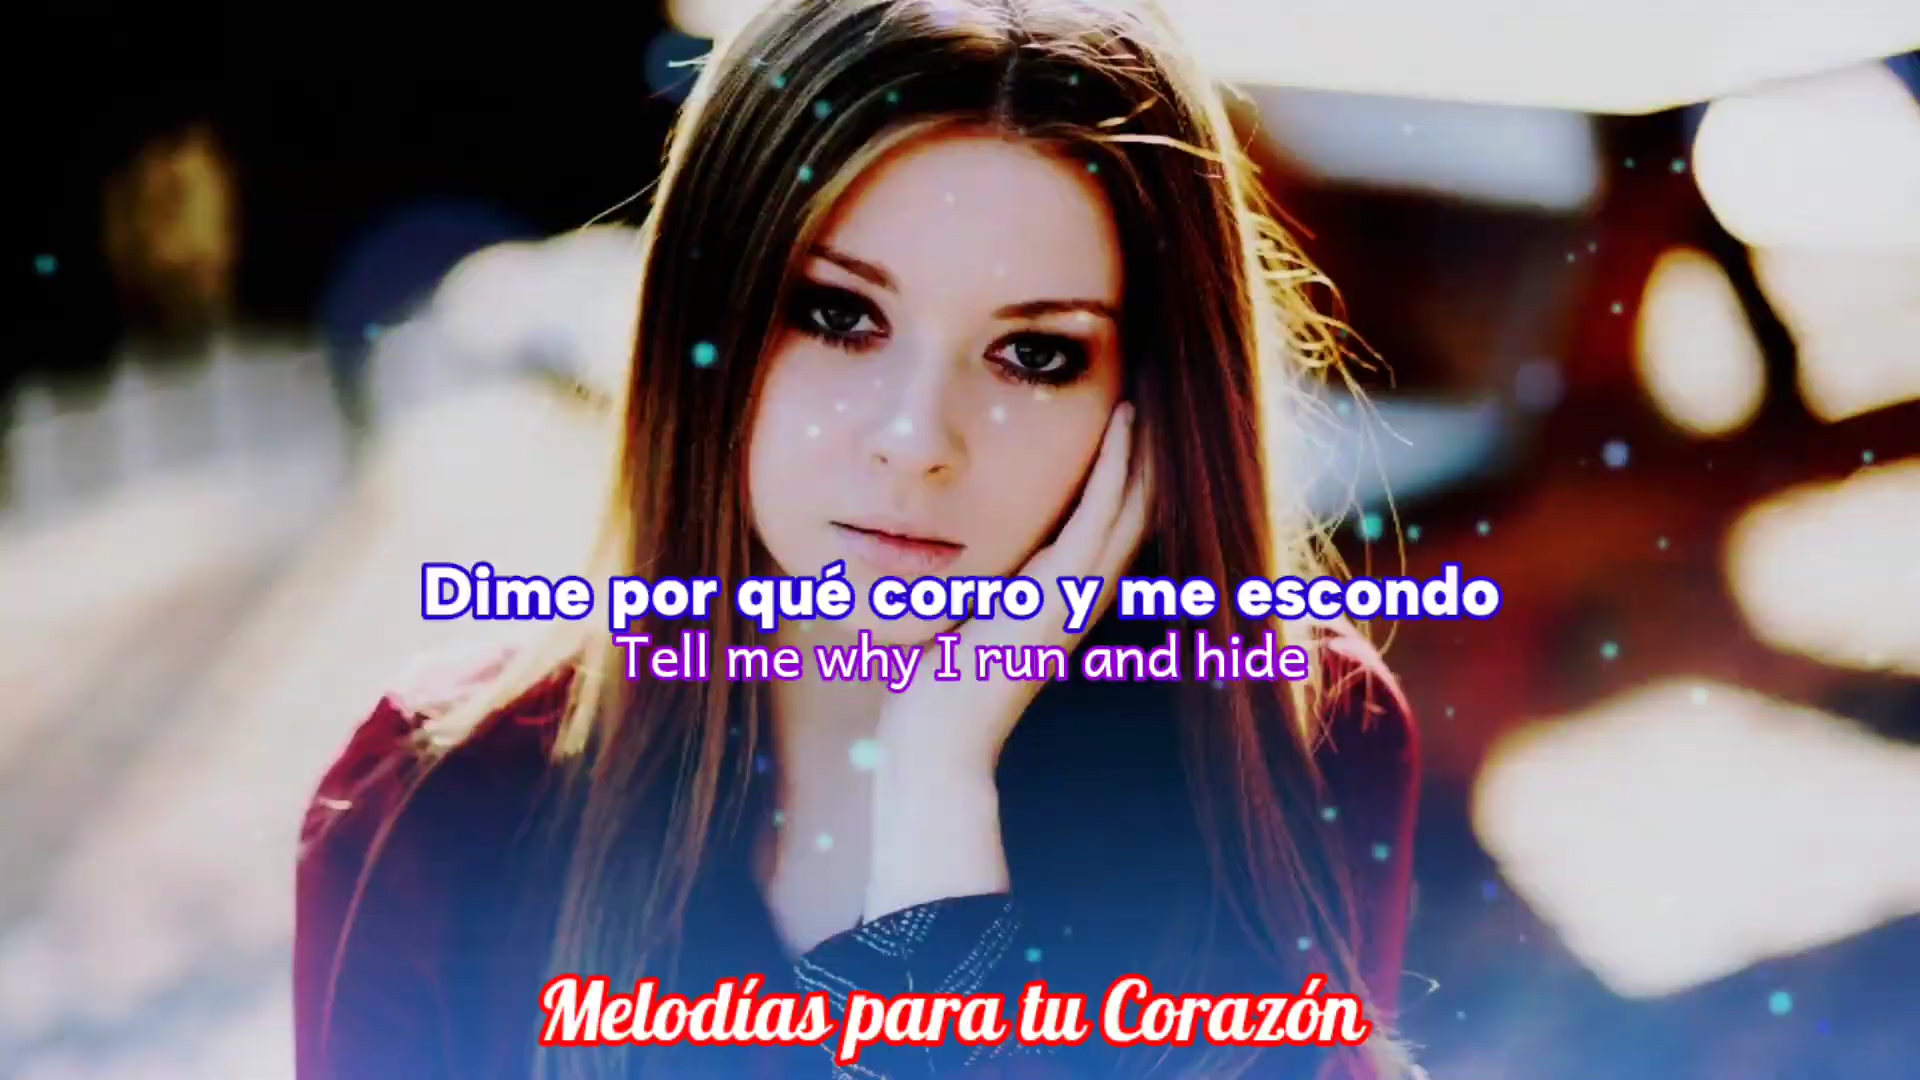 Dime por qué corro y me escondo
Tell me why I run and hide
Melodías para tu Corazón